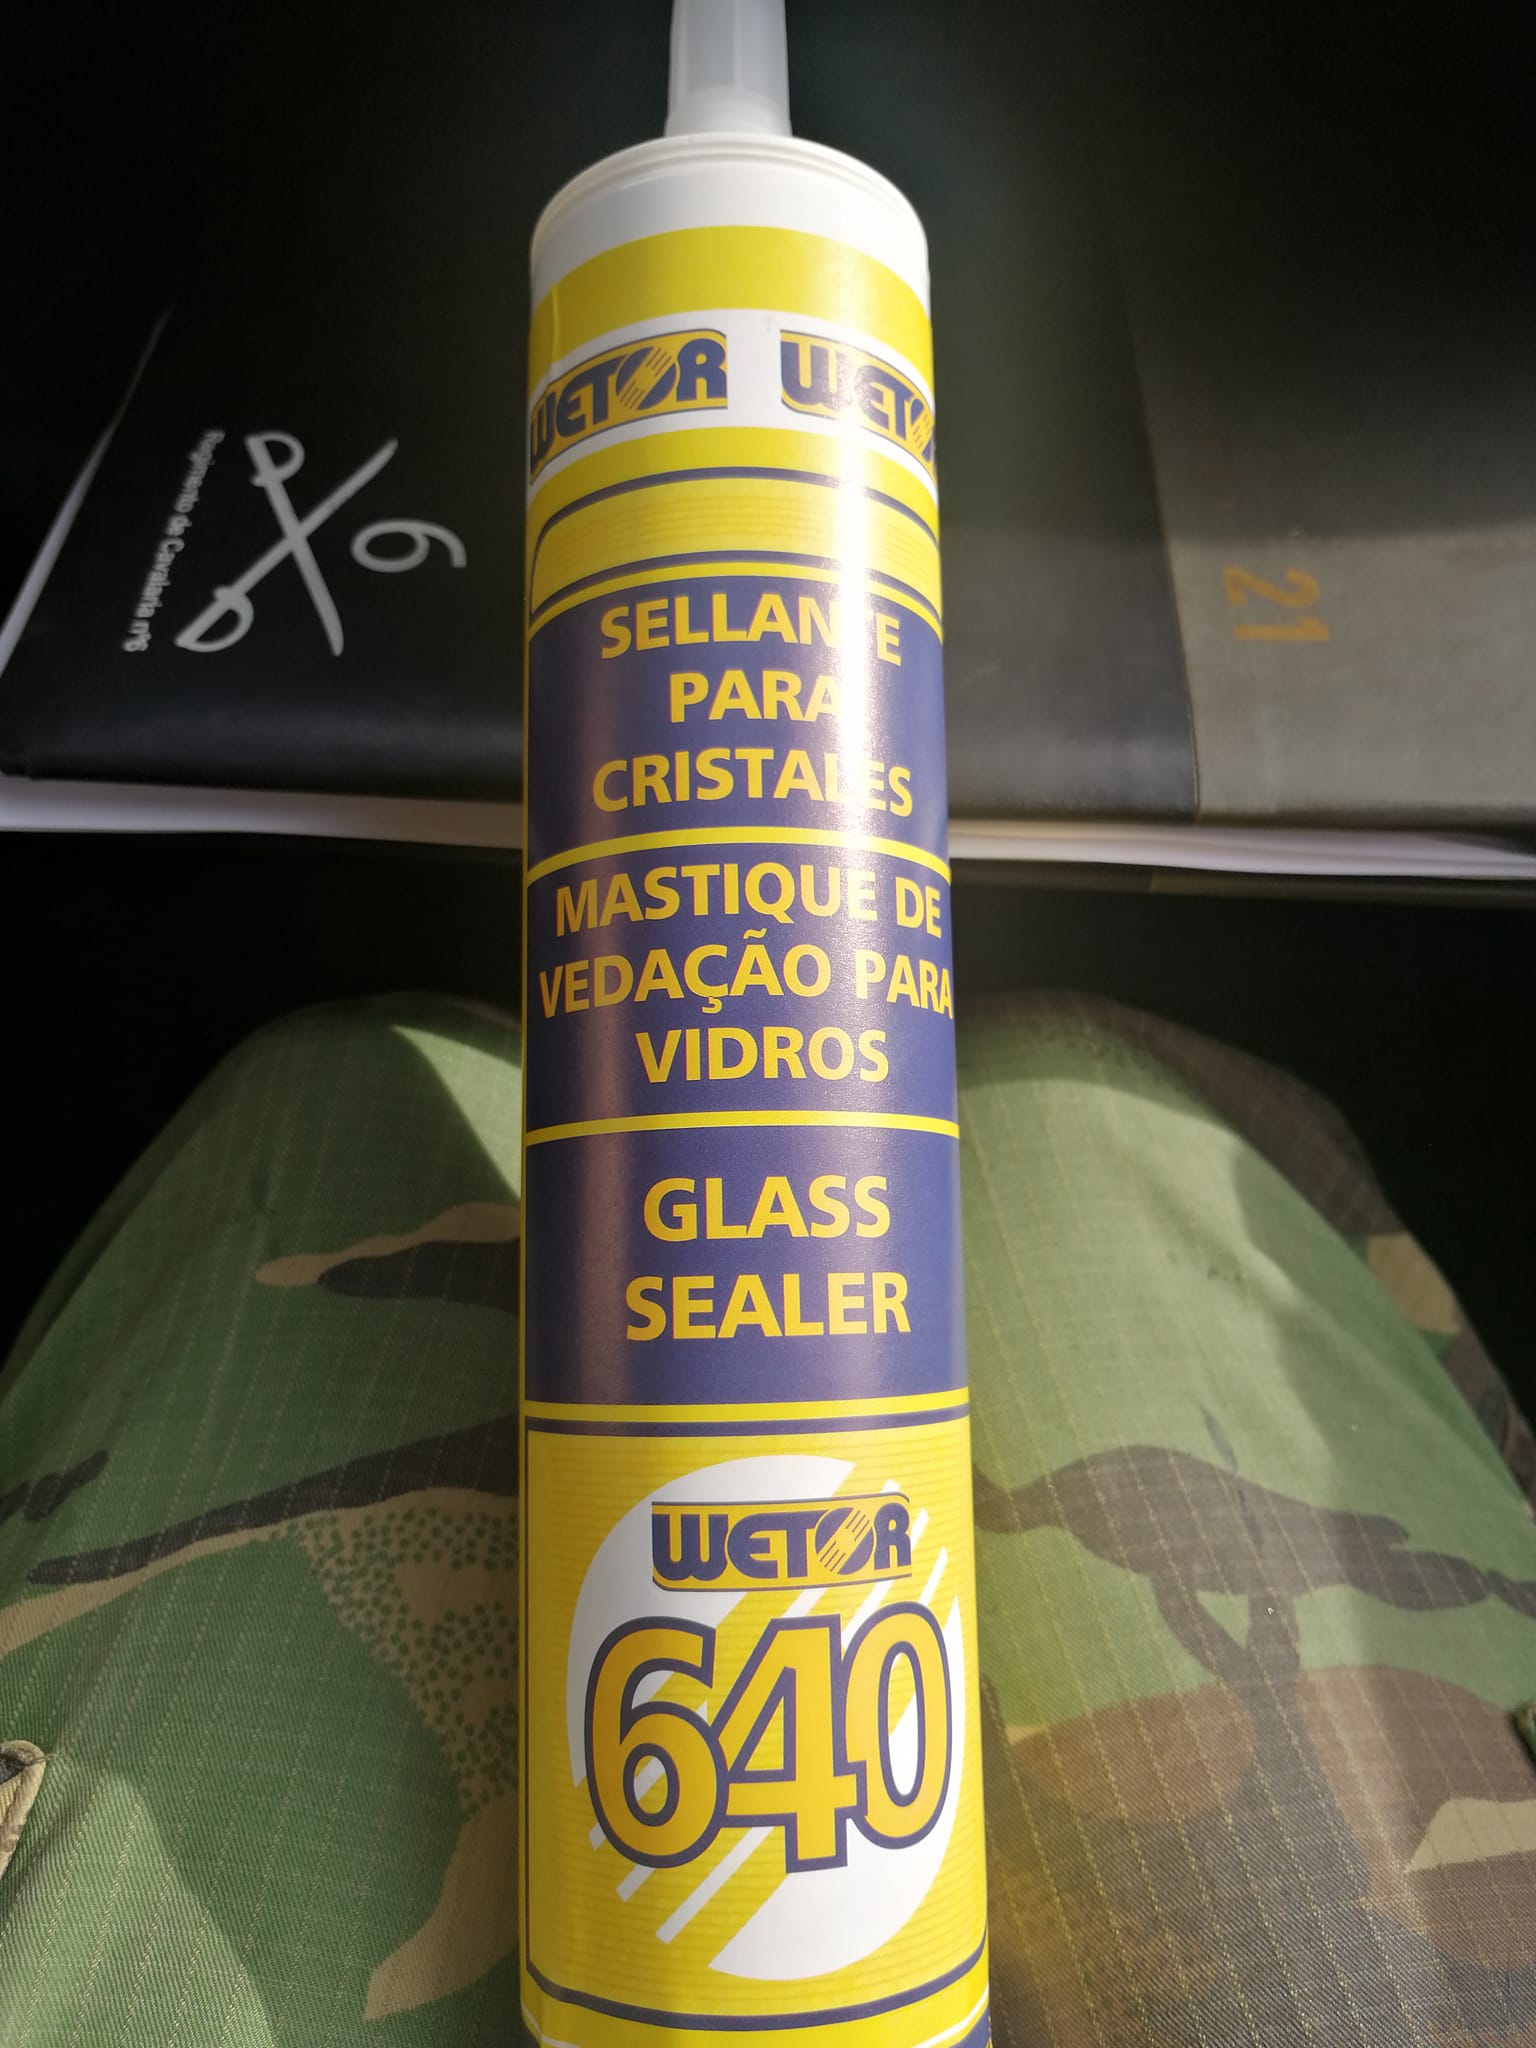 WETOR WETOR
SELLANTE
PARA
CRISTALES
MASTIQUE DE
VEDAÇÃO PARA
VIDROS
GLASS
SEALER
WETOR
640
6
Regimento de Cavalaria nº6
21